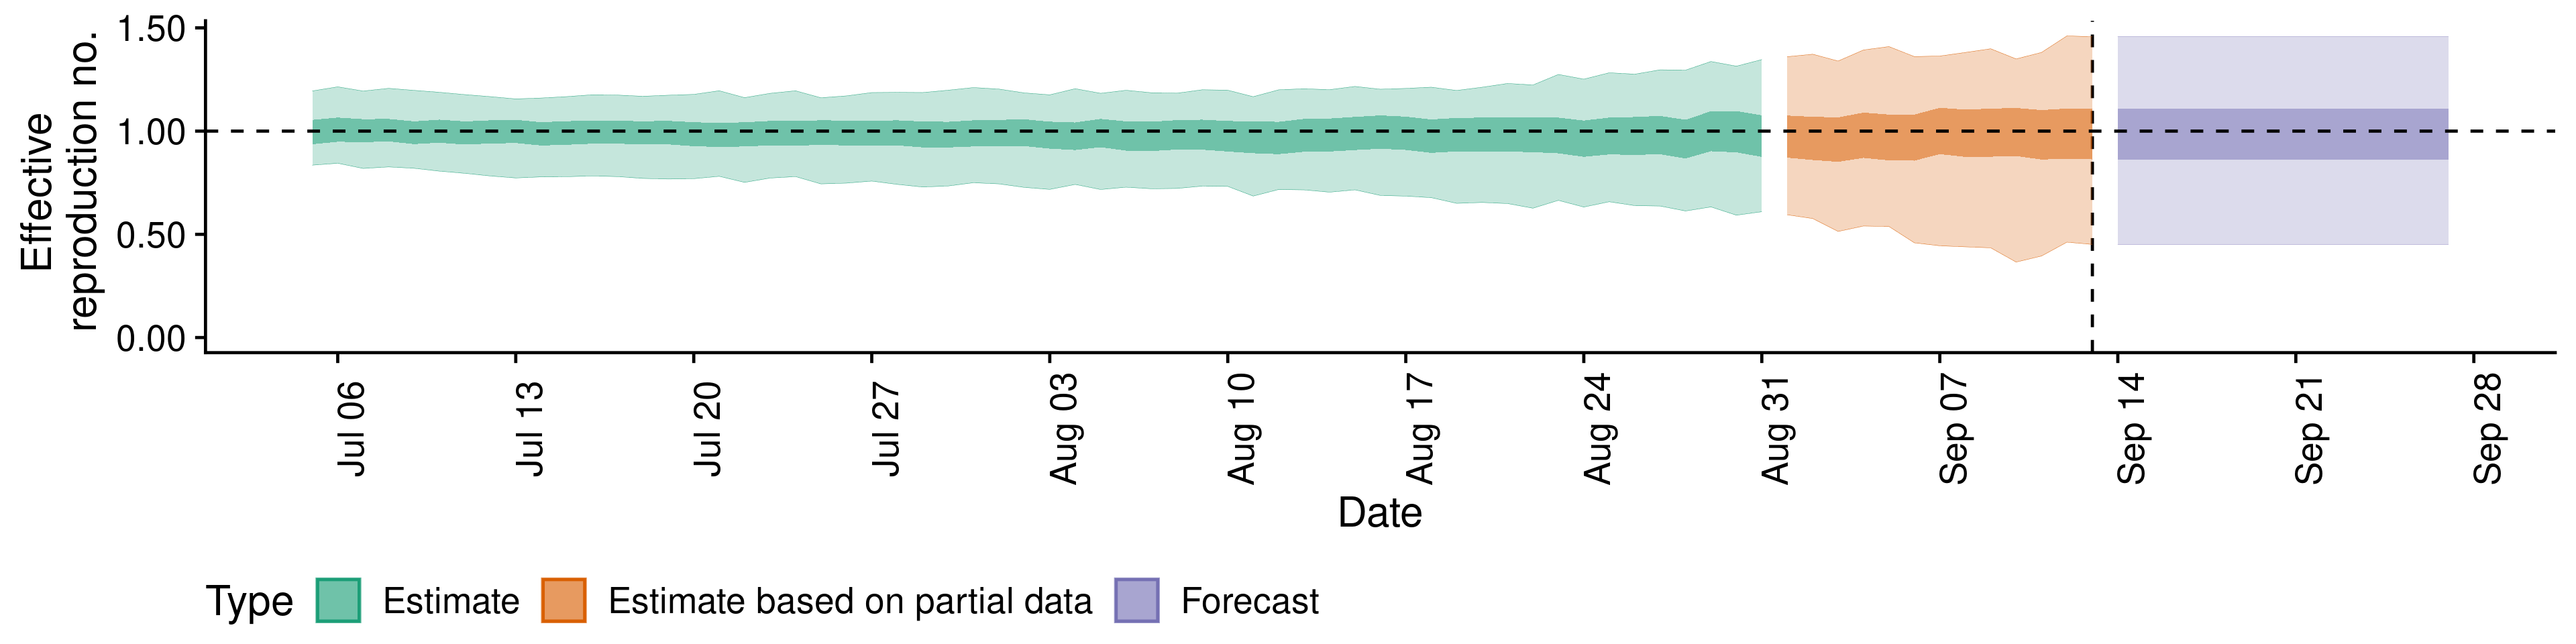 Effective
reproduction no.
1.50
1.00
0.50
0.00
Jul 06
Jul 13
Jul 20
Jul 27
Aug 03
Aug 10
Aug 17
Aug 24
Aug 31
Sep 07
Sep 14
Sep 21
Sep 28
Date
Type Estimate Estimate based on partial data Forecast